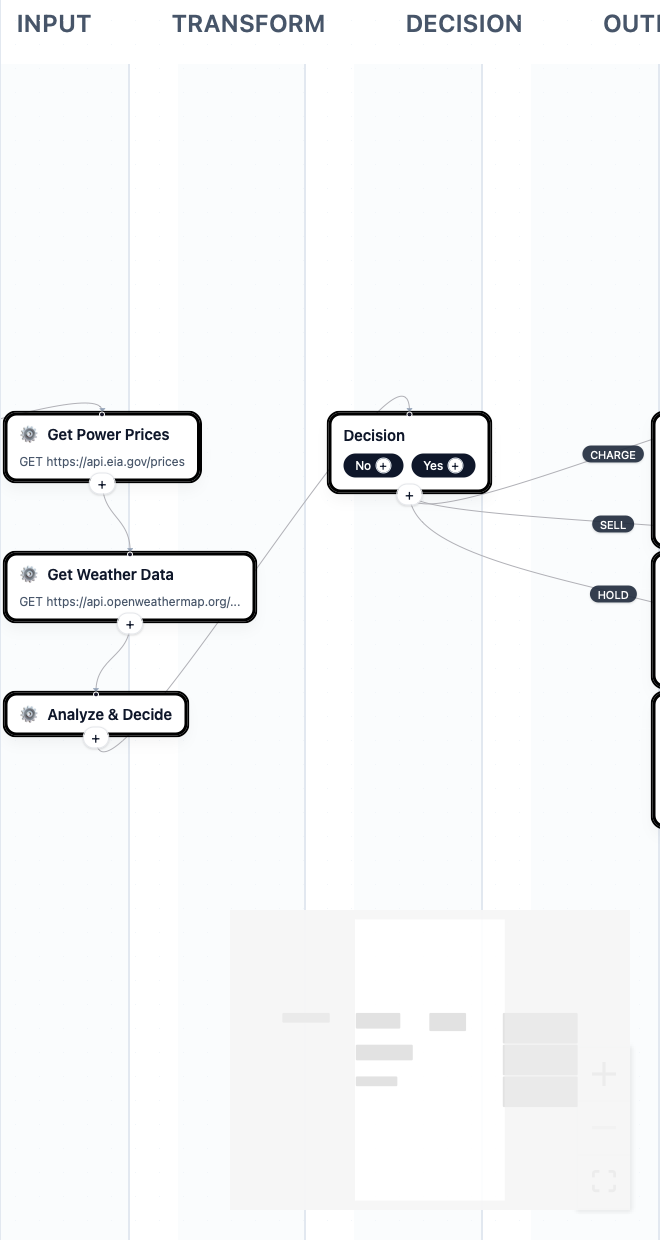 INPUT
TRANSFORM
DECISION
Get Power Prices
GET https://api.eia.gov/prices
Decision
No +
Yes +
+
+
CHARGE
SELL
HOLD
Get Weather Data
GET https://api.openweathermap.org/...
+
Analyze & Decide
+